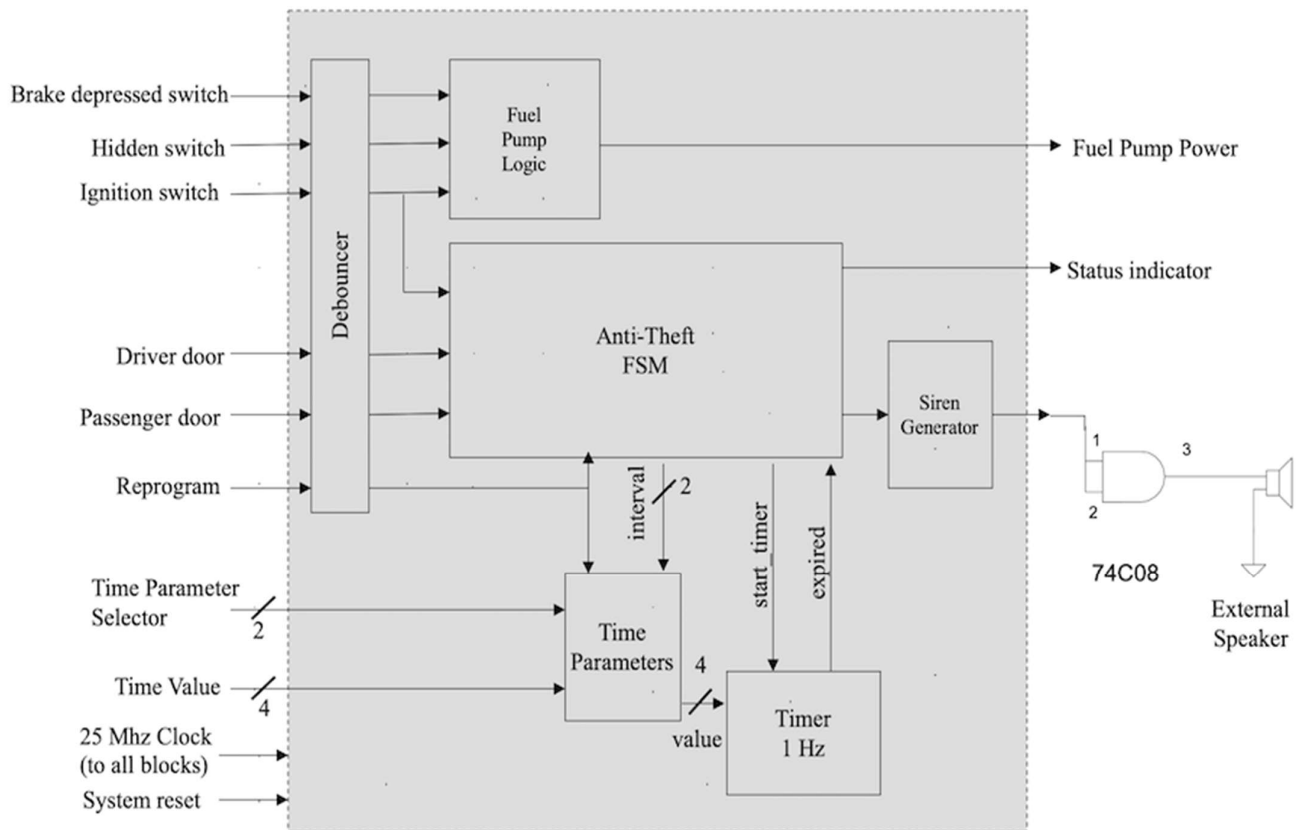 Brake depressed switch
Hidden switch
Ignition switch
Driver door
Passenger door
Reprogram
Time Parameter
Selector
2
Time Value
4
25 Mhz Clock
(to all blocks)
System reset
Debouncer
Fuel
Pump
Logic
Anti-Theft
FSM
Siren
Generator
interval
2
start_timer
expired
Time
Parameters
4
value
Timer
1 Hz
Fuel Pump Power
Status indicator
1
2
3
74C08
External
Speaker